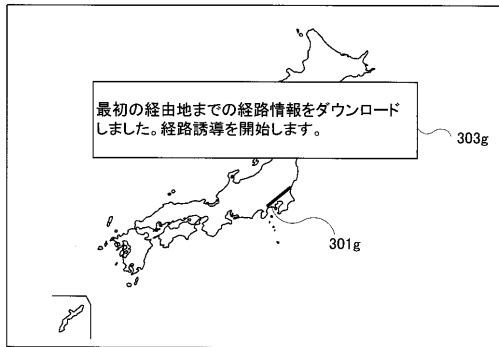 最初の経由地までの経路情報をダウンロード
しました。経路誘導を開始します。
303g
301g